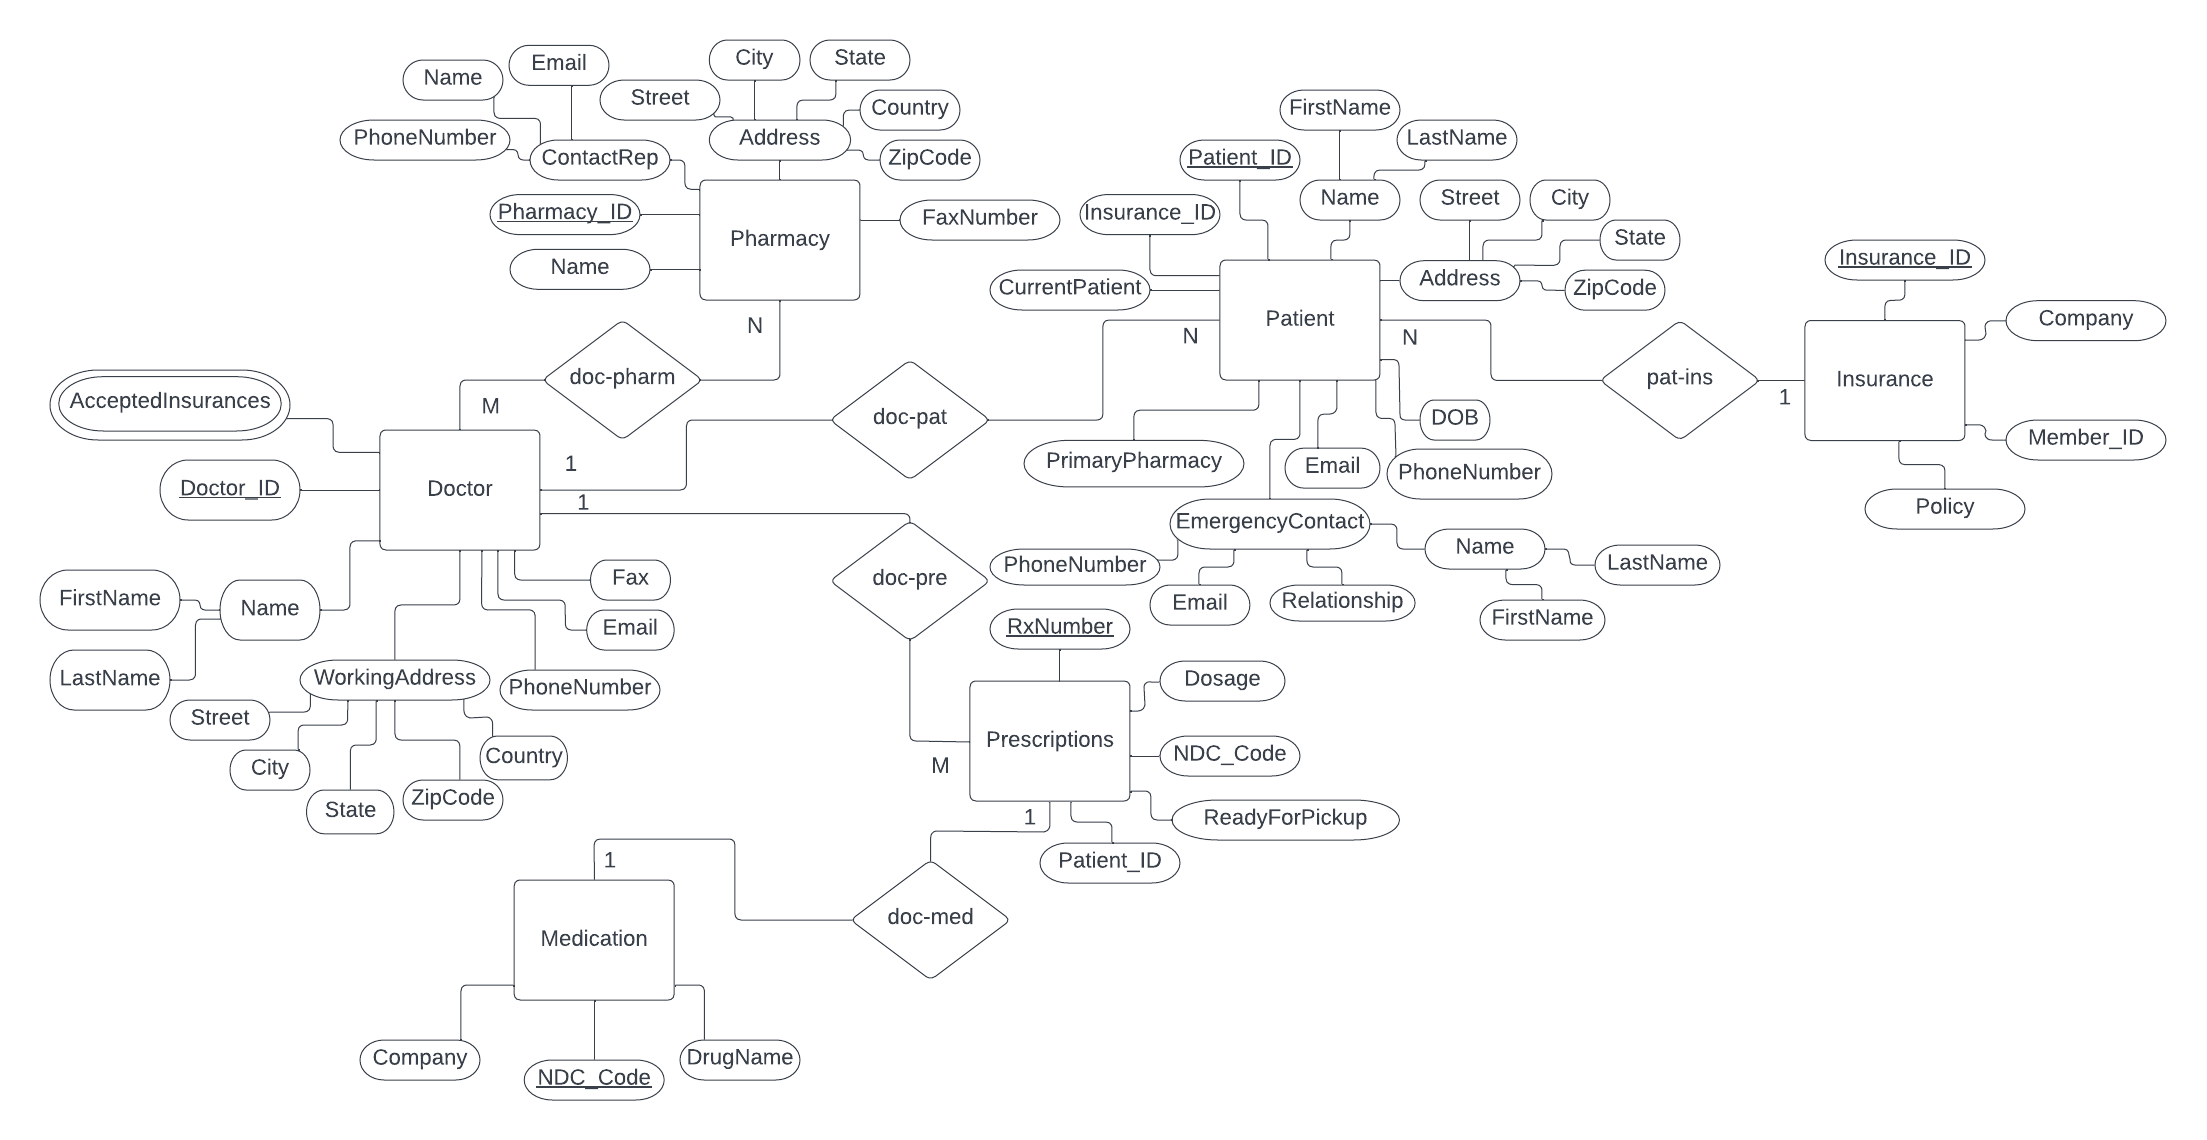 City
State
Email
Name
Street
Country
FirstName
PhoneNumber
Address
LastName
ContactRep
ZipCode
Patient_ID
Name
Street
City
Pharmacy_ID
Insurance_ID
FaxNumber
Pharmacy
State
Insurance_ID
Name
Address
CurrentPatient
ZipCode
Patient
Company
N
N
N
doc-pharm
pat-ins
Insurance
1
AcceptedInsurances
M
doc-pat
DOB
Member_ID
1
PrimaryPharmacy
Email
PhoneNumber
Doctor_ID
Doctor
1
Policy
EmergencyContact
Name
PhoneNumber
LastName
doc-pre
Fax
FirstName
Name
Email
Relationship
FirstName
Email
RxNumber
LastName
WorkingAddress
PhoneNumber
Dosage
Street
Prescriptions
City
Country
M
NDC_Code
State
ZipCode
1
ReadyForPickup
1
Patient_ID
doc-med
Medication
Company
NDC_Code
DrugName